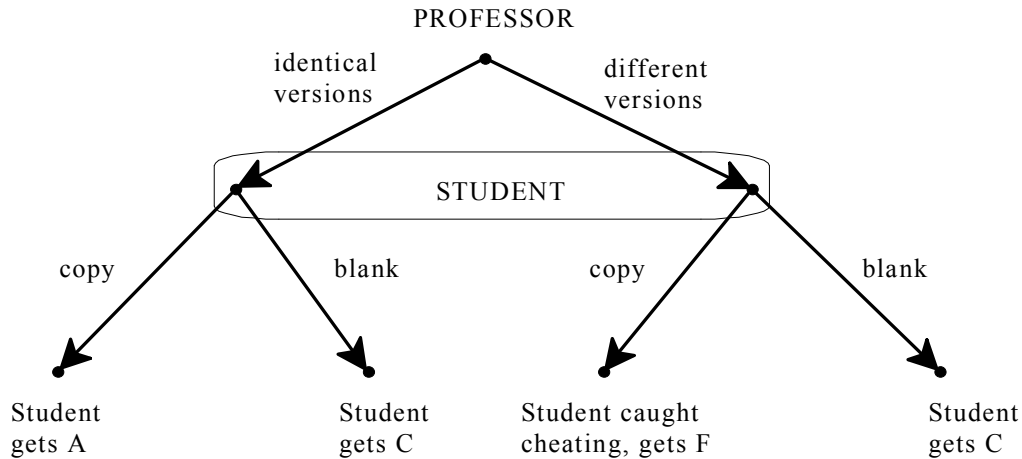 PROFESSOR
identical
versions
different
versions
STUDENT
copy
blank
copy
blank
Student
gets A
Student
gets C
Student caught
cheating, gets F
Student
gets C